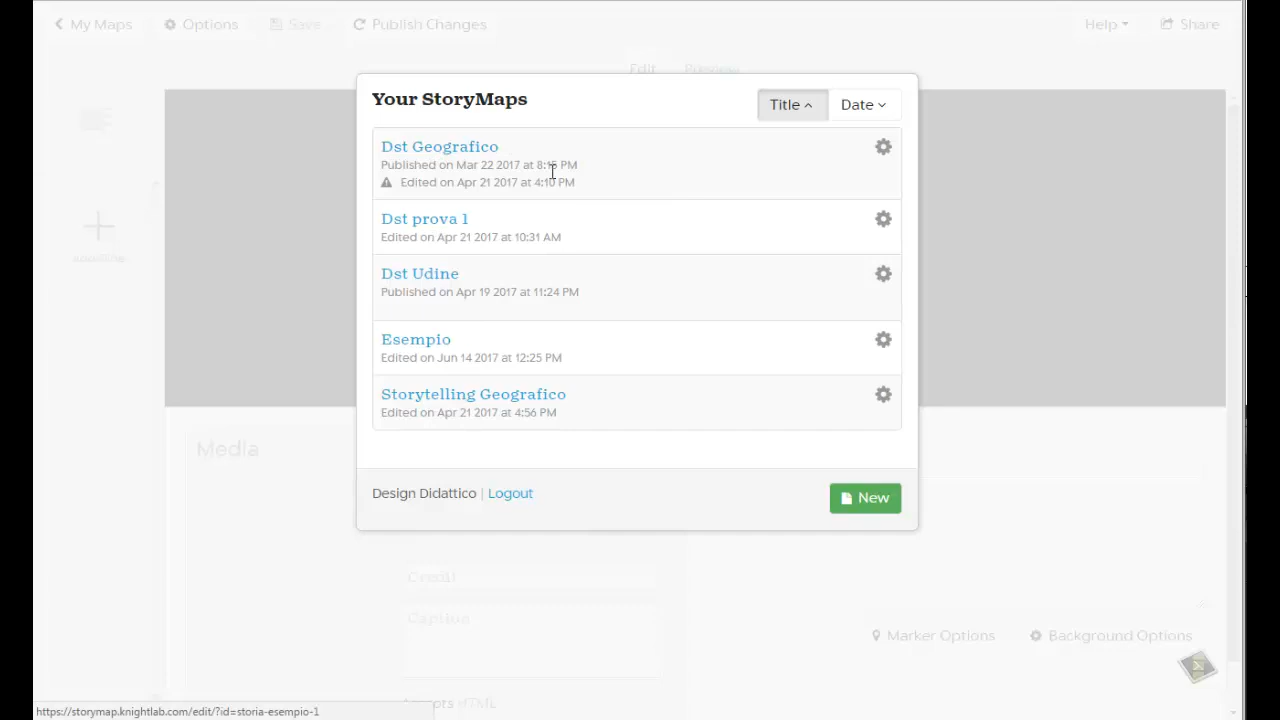 My Maps Options Save Publish Changes Help Share
Edit Preview
Your StoryMaps
Title Date
Dst Geografico
Published on Mar 22 2017 at 8:15 PM
Edited on Apr 21 2017 at 4:10 PM
Dst prova 1
Edited on Apr 21 2017 at 10:31 AM
Dst Udine
Published on Apr 19 2017 at 11:24 PM
Esempio
Edited on Jun 14 2017 at 12:25 PM
Storytelling Geografico
Edited on Apr 21 2017 at 4:56 PM
Media
Design Didattico | Logout
New
Credit
Caption
Marker Options Background Options
HTML
https://storymap.knightlab.com/edit/?id=storia-esempio-1